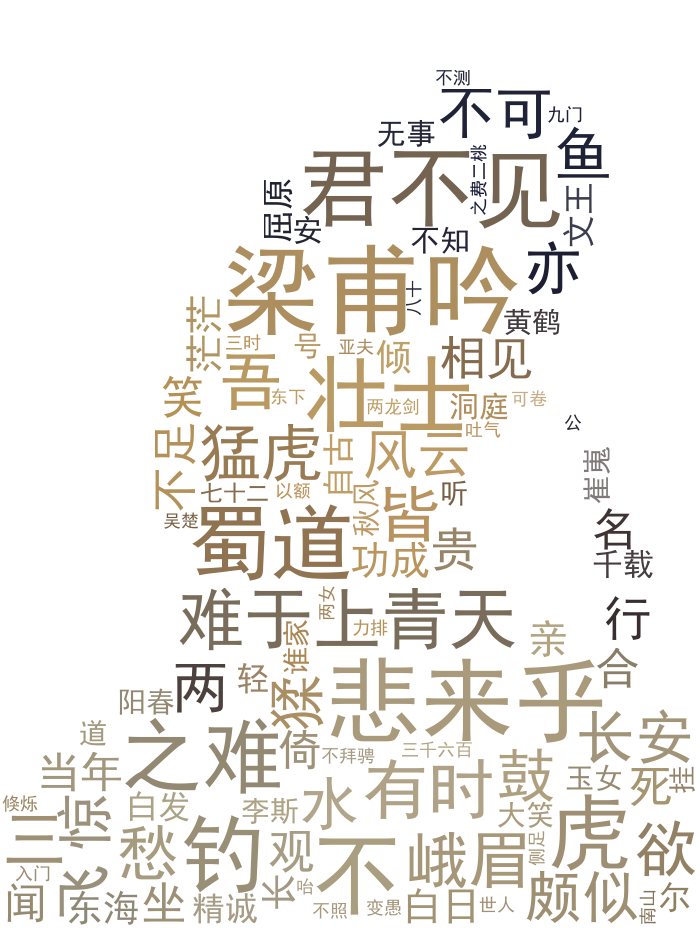 不测
不可
九门
无事
鱼
君不见
之费二桃
屈原
安
女王
不知
亦
梁甫吟
八十
黄鹤
茫茫
三时
号
亚夫
倾
相见
吾
壮士
笑
东下
两龙剑
洞庭
可卷
吐气
公
不足
猛虎
自古
风云
崔嵬
七十二
以额
秋风
皆
听
吴楚
蜀道
名
功成
贵
千载
难于上青天
两女
力排
行
谁家
亲
两
轻
猱
悲来乎
合
阳春
道
之难
倚
不拜骋
三千六百
长安
当年
有时
鼓
玉女
死
挂
倏烁
惊
白发
李斯
水
大笑
虎
三
愁
钓
观
不
峨眉
侧足
欲
入门
飞
长
咍
颇似
尔
闻
东海
坐
精诚
不照
变愚
白日
世人
南山